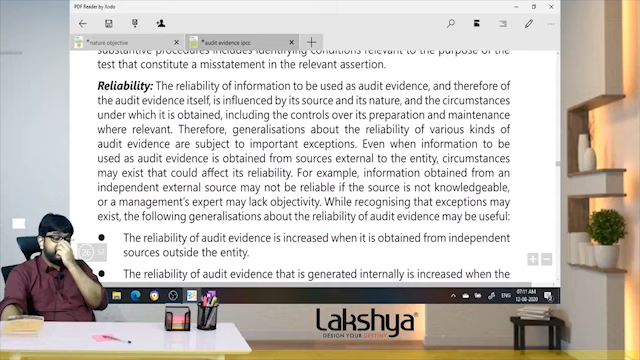 PDF Reader by Xodo
*nature objective
*audit evidence ipcc
substantive procedures includes identifying conditions relevant to the purpose of the
test that constitute a misstatement in the relevant assertion.
Reliability: The reliability of information to be used as audit evidence, and therefore of
the audit evidence itself, is influenced by its source and its nature, and the circumstances
under which it is obtained, including the controls over its preparation and maintenance
where relevant. Therefore, generalisations about the reliability of various kinds of
audit evidence are subject to important exceptions. Even when information to be
used as audit evidence is obtained from sources external to the entity, circumstances
may exist that could affect its reliability. For example, information obtained from an
independent external source may not be reliable if the source is not knowledgeable,
or a management's expert may lack objectivity. While recognising that exceptions may
exist, the following generalisations about the reliability of audit evidence may be useful:
● The reliability of audit evidence is increased when it is obtained from independent
sources outside the entity.
● The reliability of audit evidence that is generated internally is increased when the
ENG
07:11 AM
12-08-2020
Lakshya®
DESIGN YOUR DESTINY